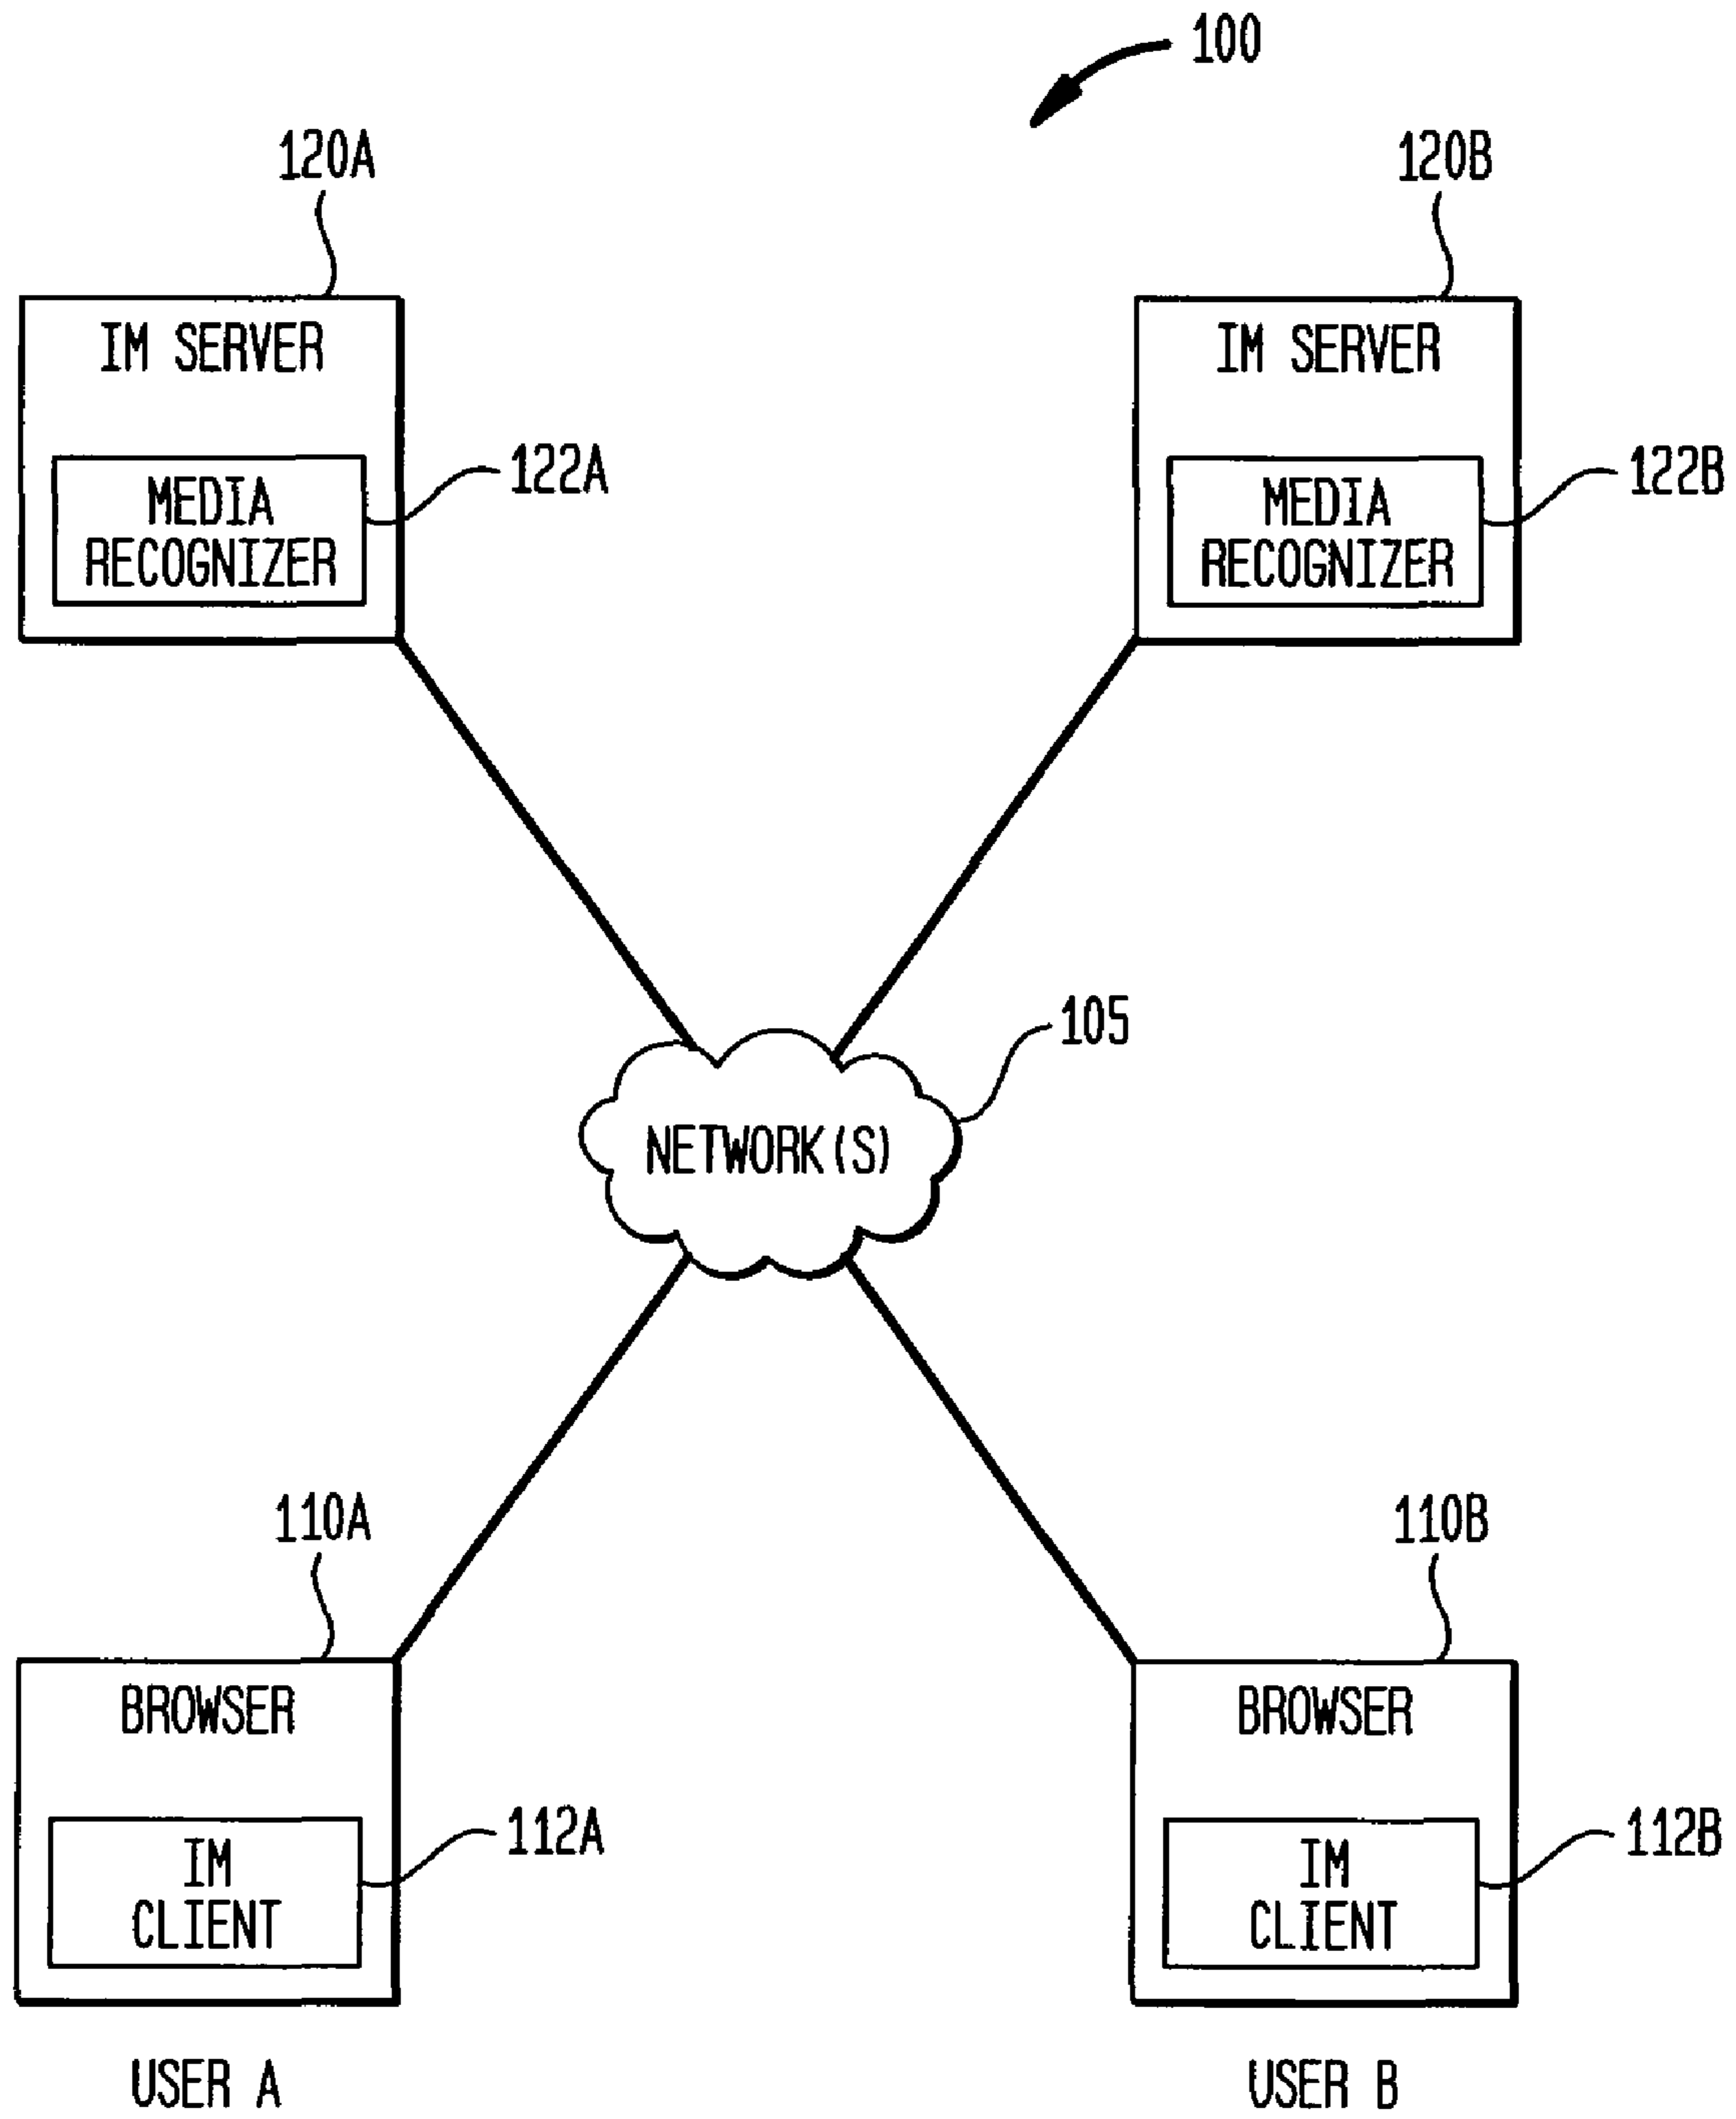 100
120A
120B
IM SERVER
IM SERVER
122A
122B
MEDIA
RECOGNIZER
MEDIA
RECOGNIZER
105
NETWORK(S)
110A
110B
BROWSER
BROWSER
112A
112B
IM
CLIENT
IM
CLIENT
USER A
USER B